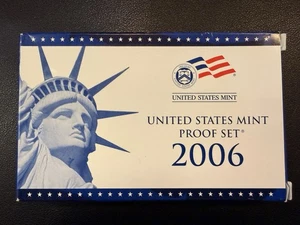 UNITED STATES MINT
UNITED STATES MINT
PROOF SET®
2006